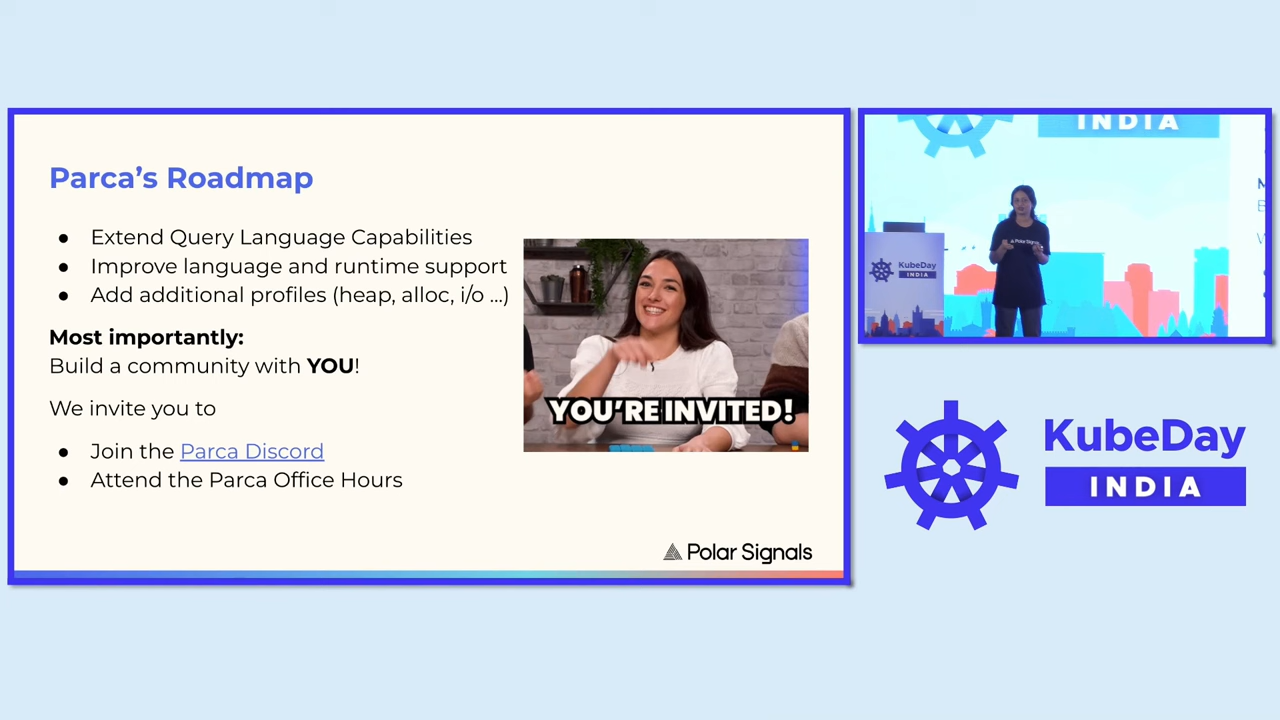 Parca's Roadmap
● Extend Query Language Capabilities
● Improve language and runtime support
● Add additional profiles (heap, alloc, i/o ...)
Most importantly:
Build a community with YOU!
We invite you to
● Join the Parca Discord
● Attend the Parca Office Hours
YOU'RE INVITED!
Polar Signals
INDIA
Polar Signals
KubeDay
INDIA
KubeDay
INDIA